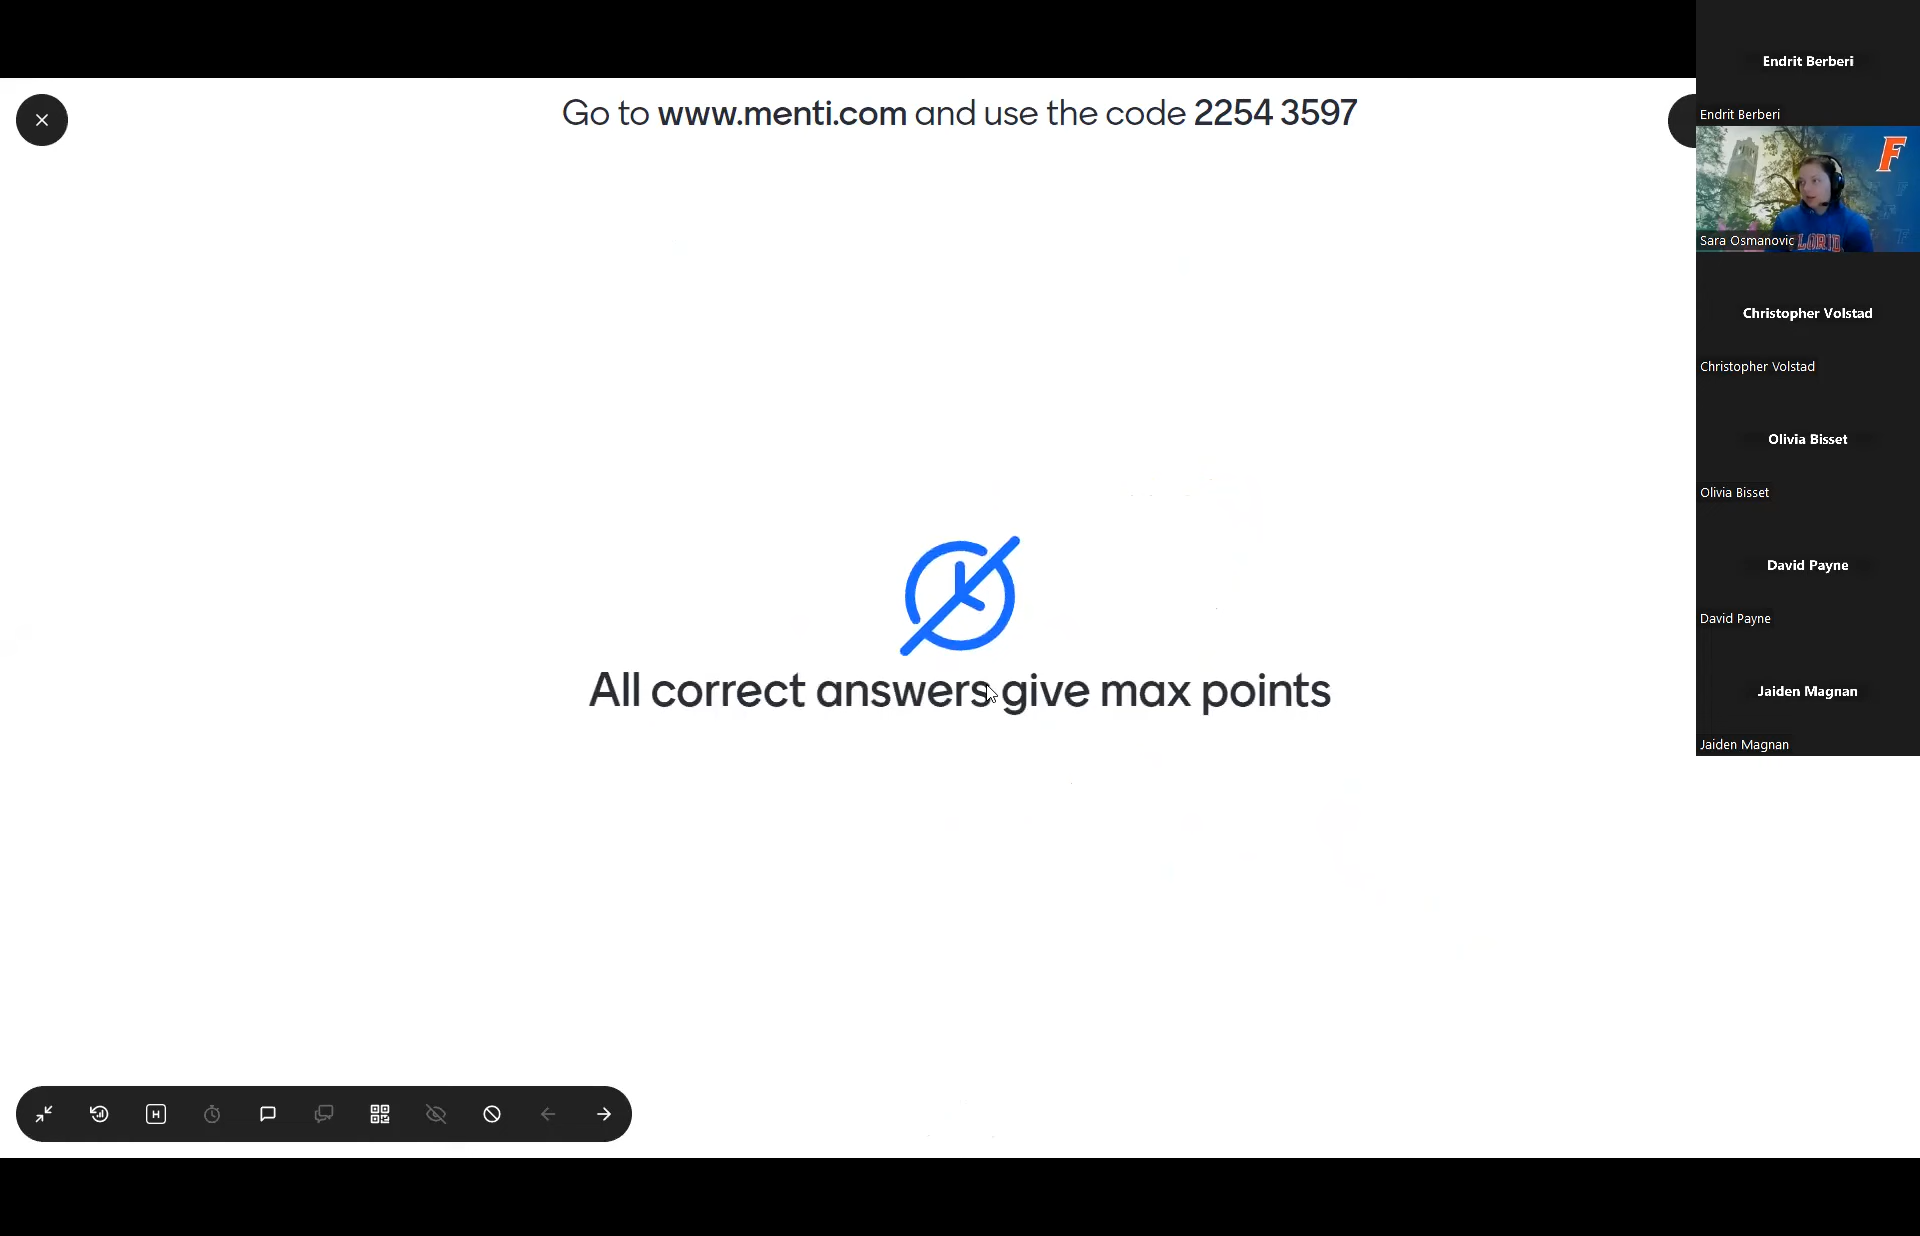 Go to www.menti.com and use the code 2254 3597
All correct answers give max points
Endrit Berberi
Endrit Berberi
F
Sara Osmanovic
Christopher Volstad
Christopher Volstad
Olivia Bisset
Olivia Bisset
David Payne
David Payne
Jaiden Magnan
Jaiden Magnan
H